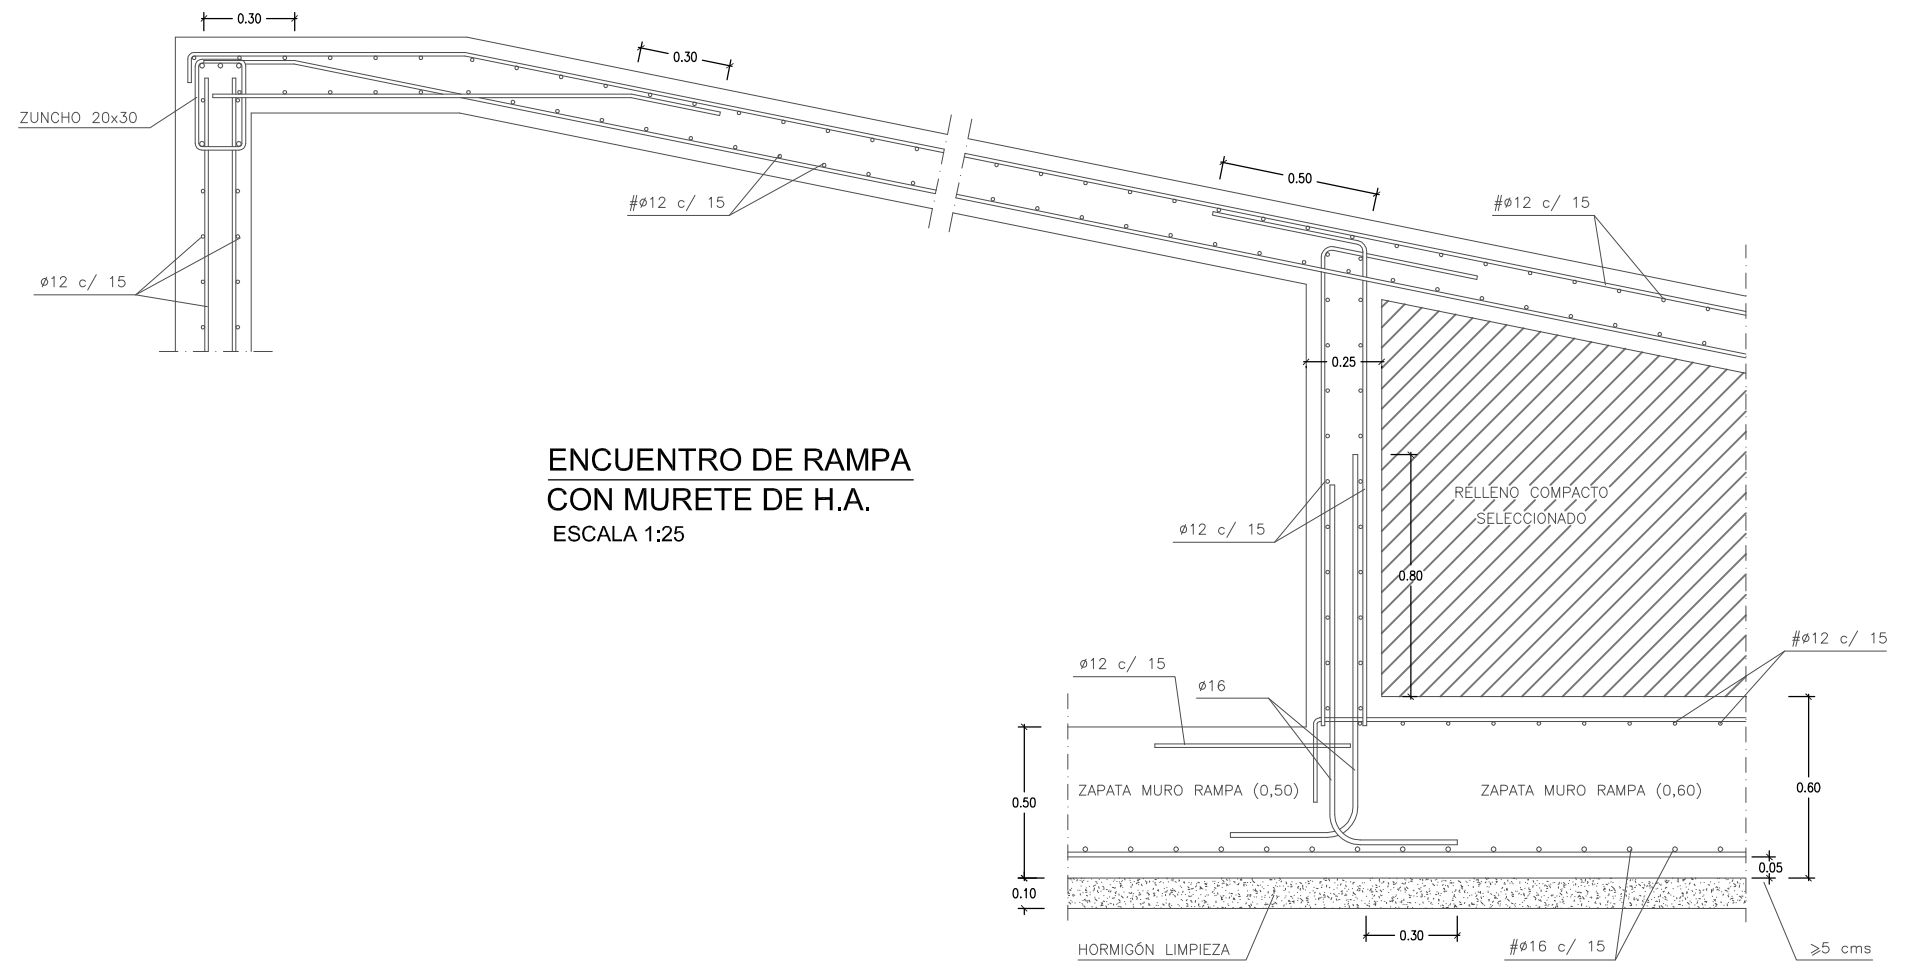 0.30
0.30
ZUNCHO 20x30
#ø12 c/ 15
ø12 c/ 15
0.50
#ø12 c/ 15
0.25
ENCUENTRO DE RAMPA
CON MURETE DE H.A.
ESCALA 1:25
RELLENO COMPACTO
SELECCIONADO
ø12 c/ 15
0.80
#ø12 c/ 15
ø12 c/ 15
ø16
0.50
ZAPATA MURO RAMPA (0,50)
ZAPATA MURO RAMPA (0,60)
0.60
0.05
0.10
0.30
HORMIGÓN LIMPIEZA
#ø16 c/ 15
⩾5 cms